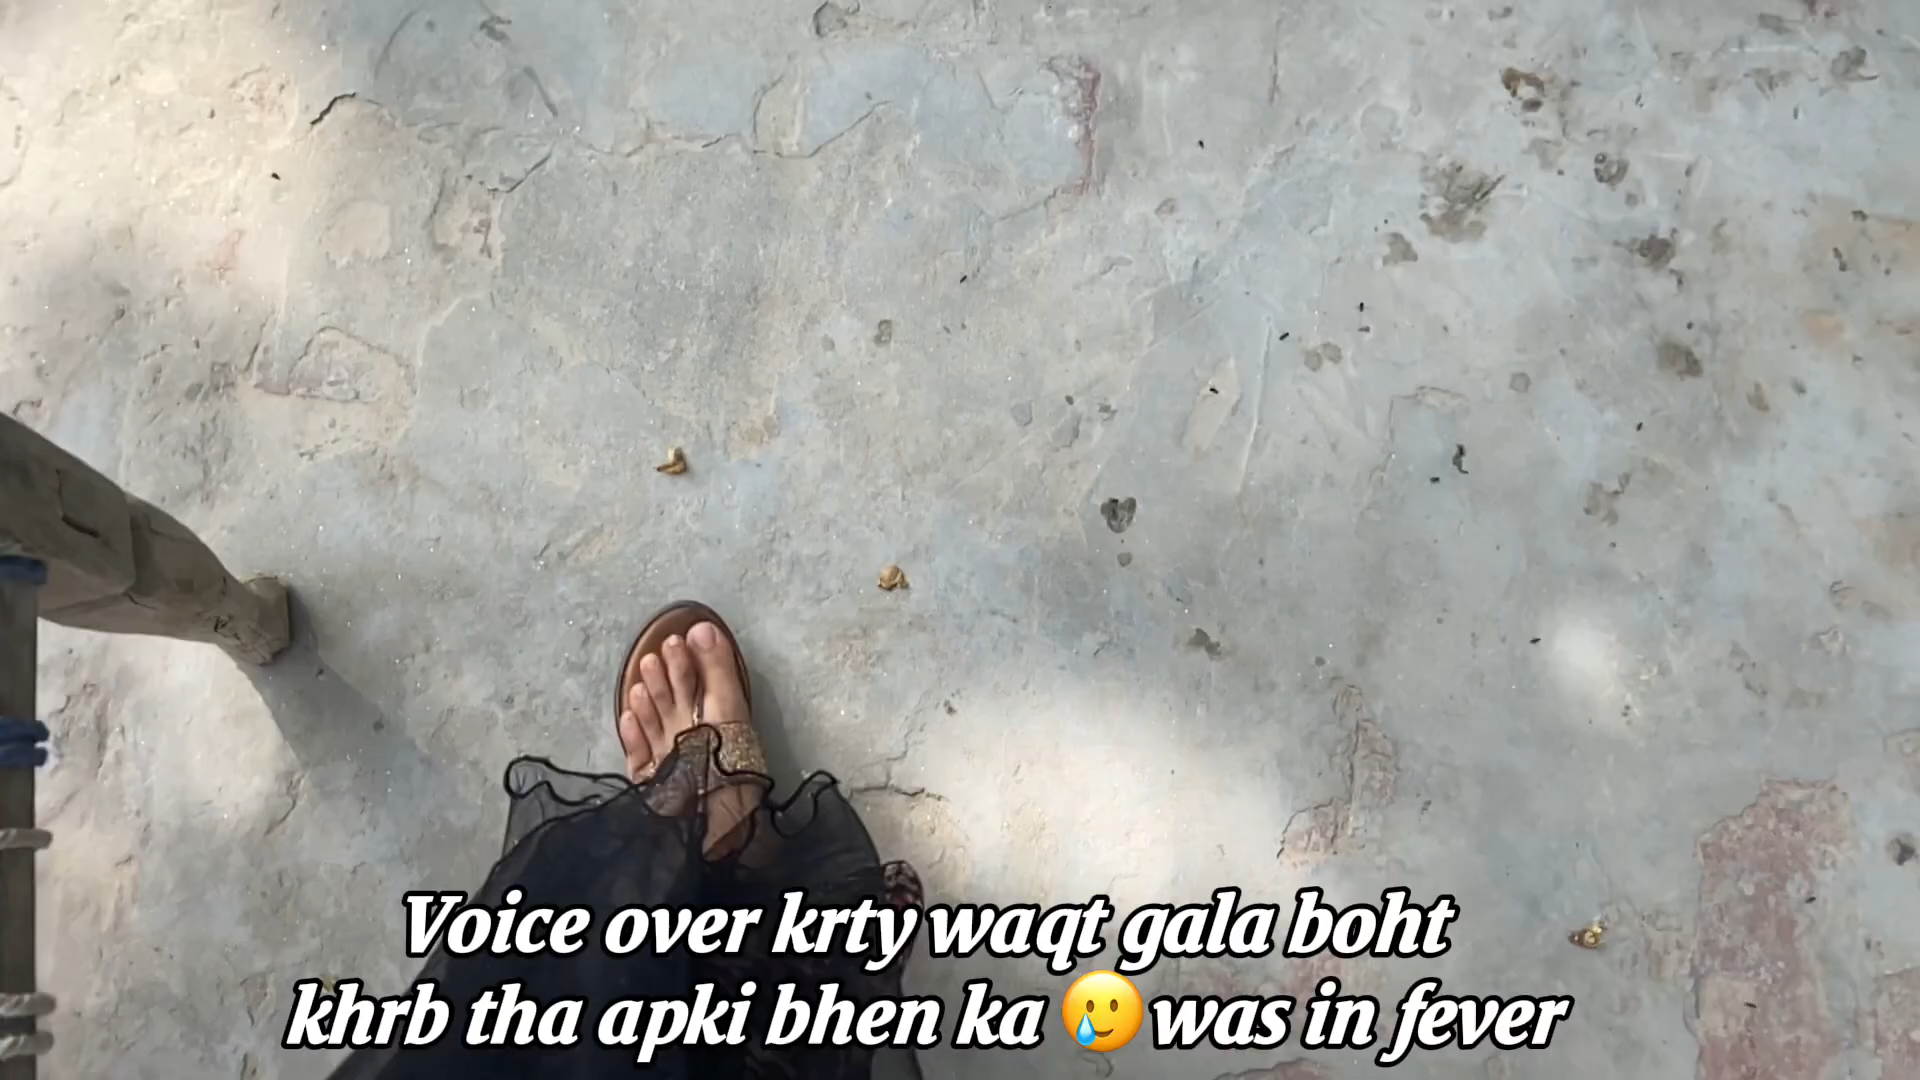 Voice over krty waqt gala boht
khrb tha apki bhen ka 🥲 was in fever